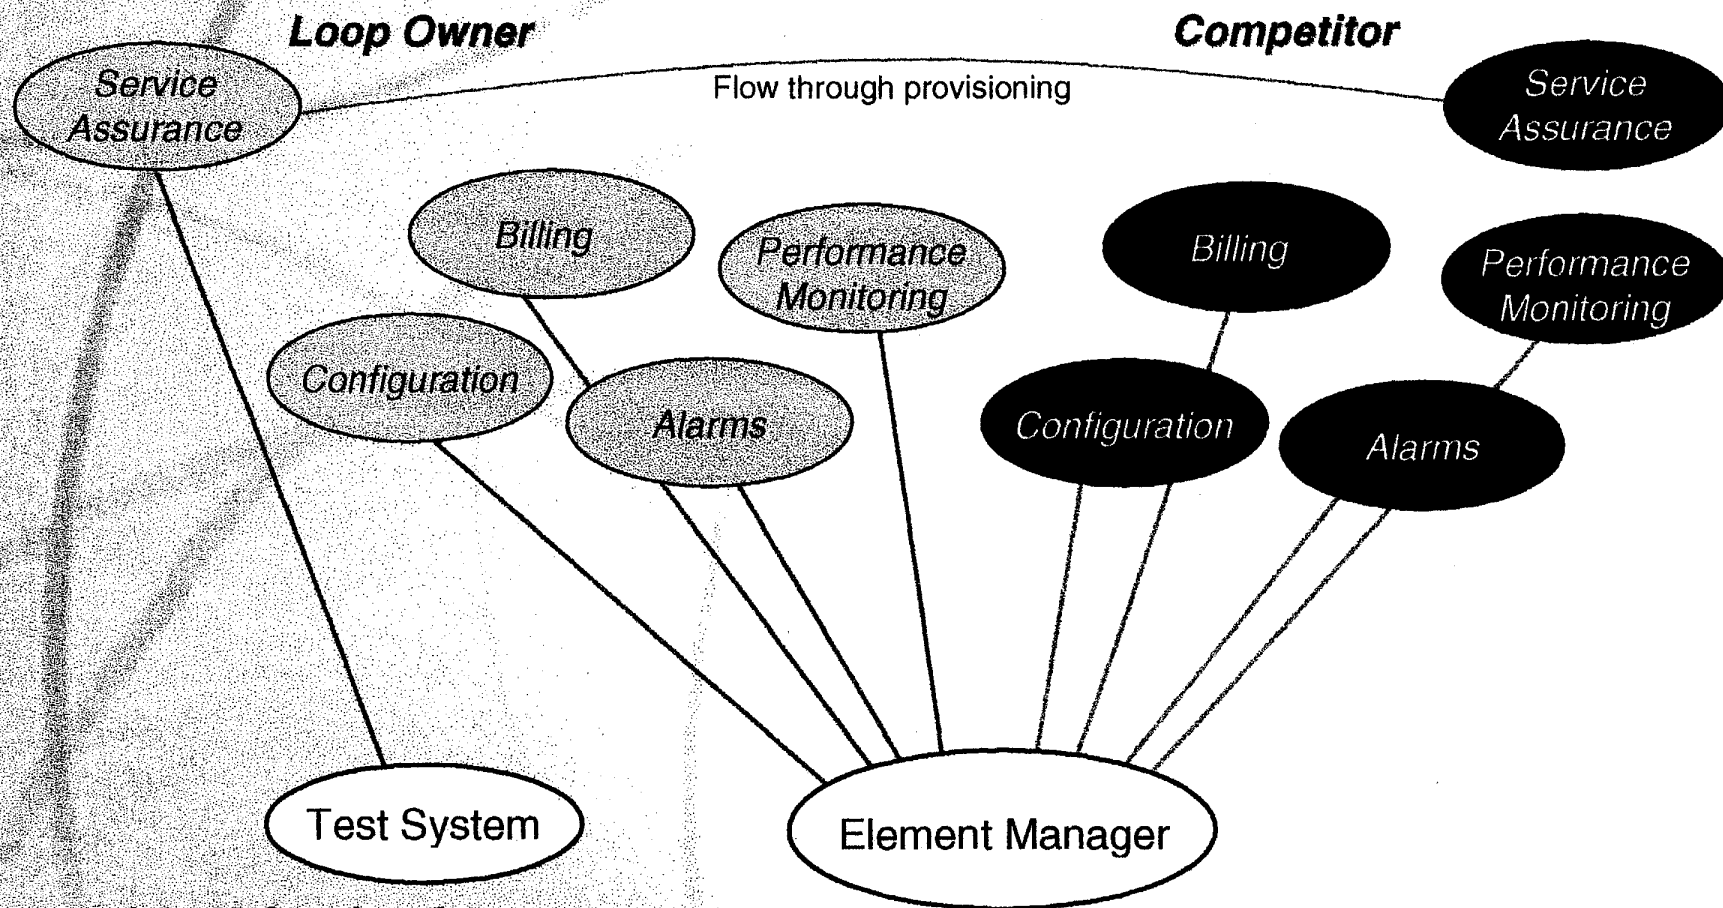 Loop Owner
Competitor
Service
Assurance
Flow through provisioning
Service
Assurance
Billing
Performance
Monitoring
Billing
Performance
Monitoring
Configuration
Alarms
Configuration
Alarms
Test System
Element Manager